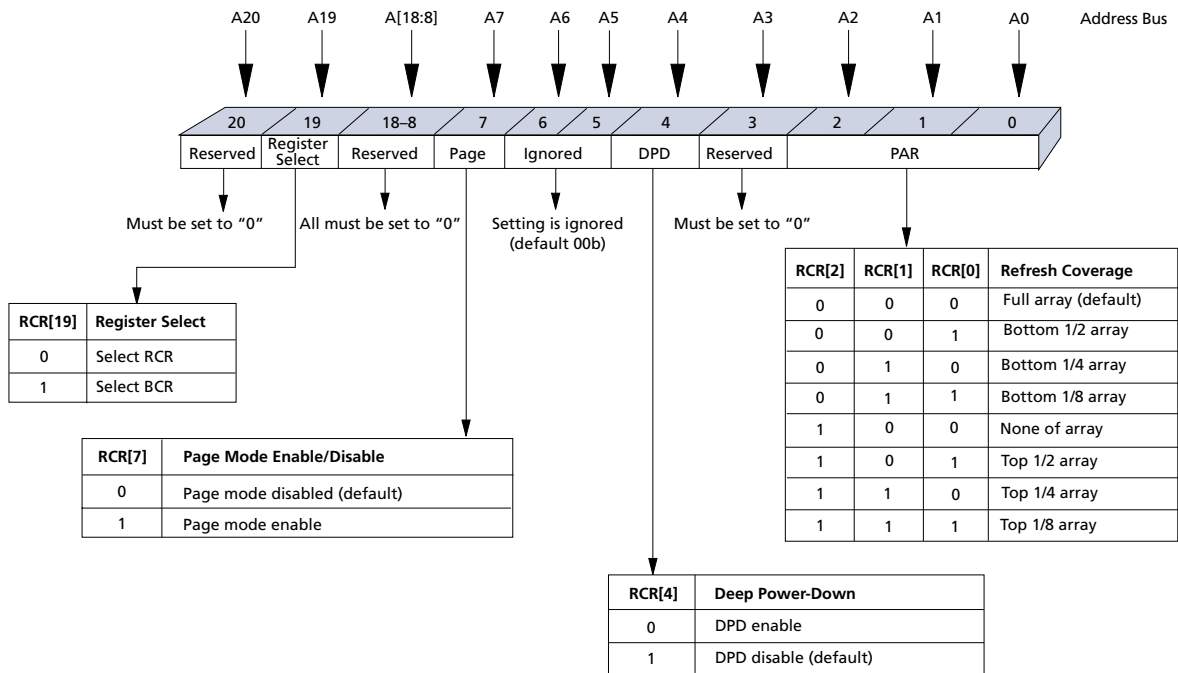 A20 A19 A[18:8] A7 A6 A5 A4 A3 A2 A1 A0 Address Bus
20 19 18–8 7 6 5 4 3 2 1 0
Reserved Register Select Reserved Page Ignored DPD Reserved PAR
Must be set to “0” All must be set to “0” Setting is ignored (default 00b) Must be set to “0”
RCR[2] RCR[1] RCR[0] Refresh Coverage
0 0 0 Full array (default)
0 0 1 Bottom 1/2 array
0 1 0 Bottom 1/4 array
0 1 1 Bottom 1/8 array
1 0 0 None of array
1 0 1 Top 1/2 array
1 1 0 Top 1/4 array
1 1 1 Top 1/8 array
RCR[19] Register Select
0 Select RCR
1 Select BCR
RCR[7] Page Mode Enable/Disable
0 Page mode disabled (default)
1 Page mode enable
RCR[4] Deep Power-Down
0 DPD enable
1 DPD disable (default)